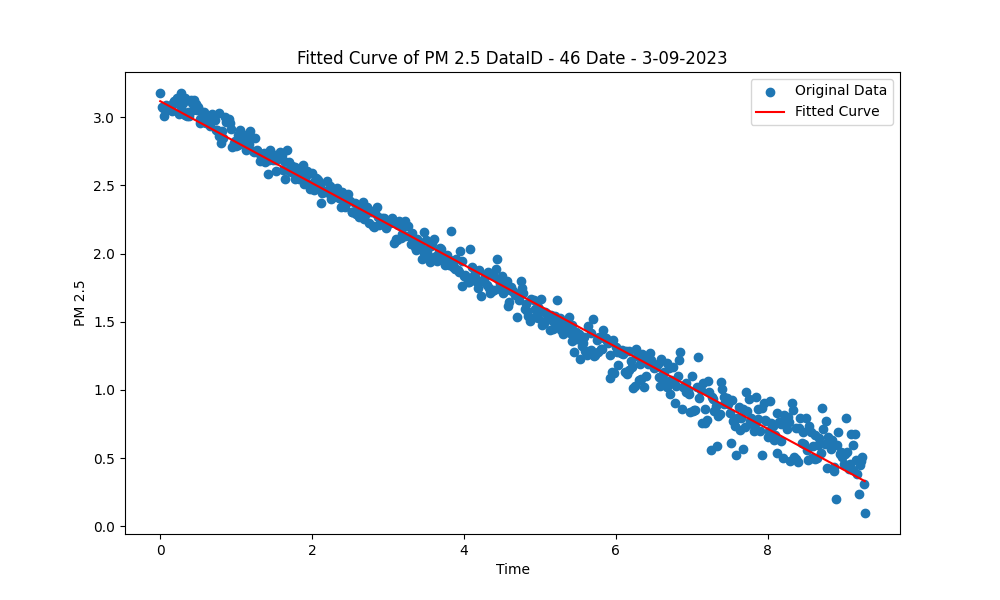 Fitted Curve of PM 2.5 DataID - 46 Date - 3-09-2023
Original Data
Fitted Curve
PM 2.5
3.0
2.5
2.0
1.5
1.0
0.5
0.0
0 2 4 6 8
Time